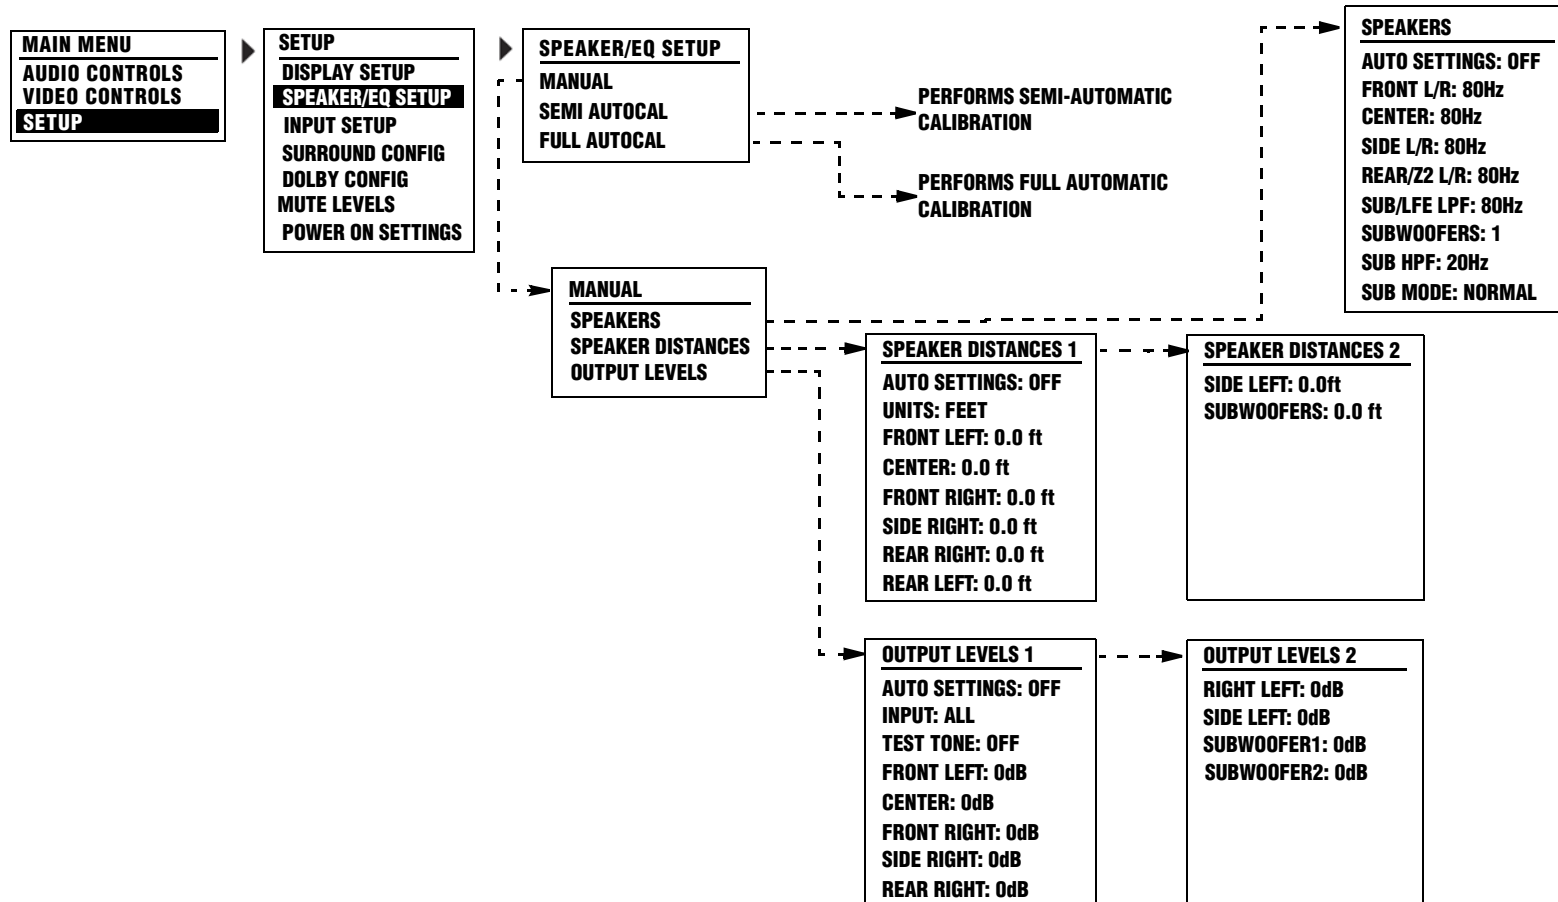 MAIN MENU
AUDIO CONTROLS
VIDEO CONTROLS
SETUP
SETUP
DISPLAY SETUP
SPEAKER/EQ SETUP
INPUT SETUP
SURROUND CONFIG
DOLBY CONFIG
MUTE LEVELS
POWER ON SETTINGS
SPEAKER/EQ SETUP
MANUAL
SEMI AUTOCAL
FULL AUTOCAL
PERFORMS SEMI-AUTOMATIC
CALIBRATION
PERFORMS FULL AUTOMATIC
CALIBRATION
SPEAKERS
AUTO SETTINGS: OFF
FRONT L/R: 80Hz
CENTER: 80Hz
SIDE L/R: 80Hz
REAR/Z2 L/R: 80Hz
SUB/LFE LPF: 80Hz
SUBWOOFERS: 1
SUB HPF: 20Hz
SUB MODE: NORMAL
MANUAL
SPEAKERS
SPEAKER DISTANCES
OUTPUT LEVELS
SPEAKER DISTANCES 1
AUTO SETTINGS: OFF
UNITS: FEET
FRONT LEFT: 0.0 ft
CENTER: 0.0 ft
FRONT RIGHT: 0.0 ft
SIDE RIGHT: 0.0 ft
REAR RIGHT: 0.0 ft
REAR LEFT: 0.0 ft
SPEAKER DISTANCES 2
SIDE LEFT: 0.0ft
SUBWOOFERS: 0.0 ft
OUTPUT LEVELS 1
AUTO SETTINGS: OFF
INPUT: ALL
TEST TONE: OFF
FRONT LEFT: 0dB
CENTER: 0dB
FRONT RIGHT: 0dB
SIDE RIGHT: 0dB
REAR RIGHT: 0dB
OUTPUT LEVELS 2
RIGHT LEFT: 0dB
SIDE LEFT: 0dB
SUBWOOFER1: 0dB
SUBWOOFER2: 0dB